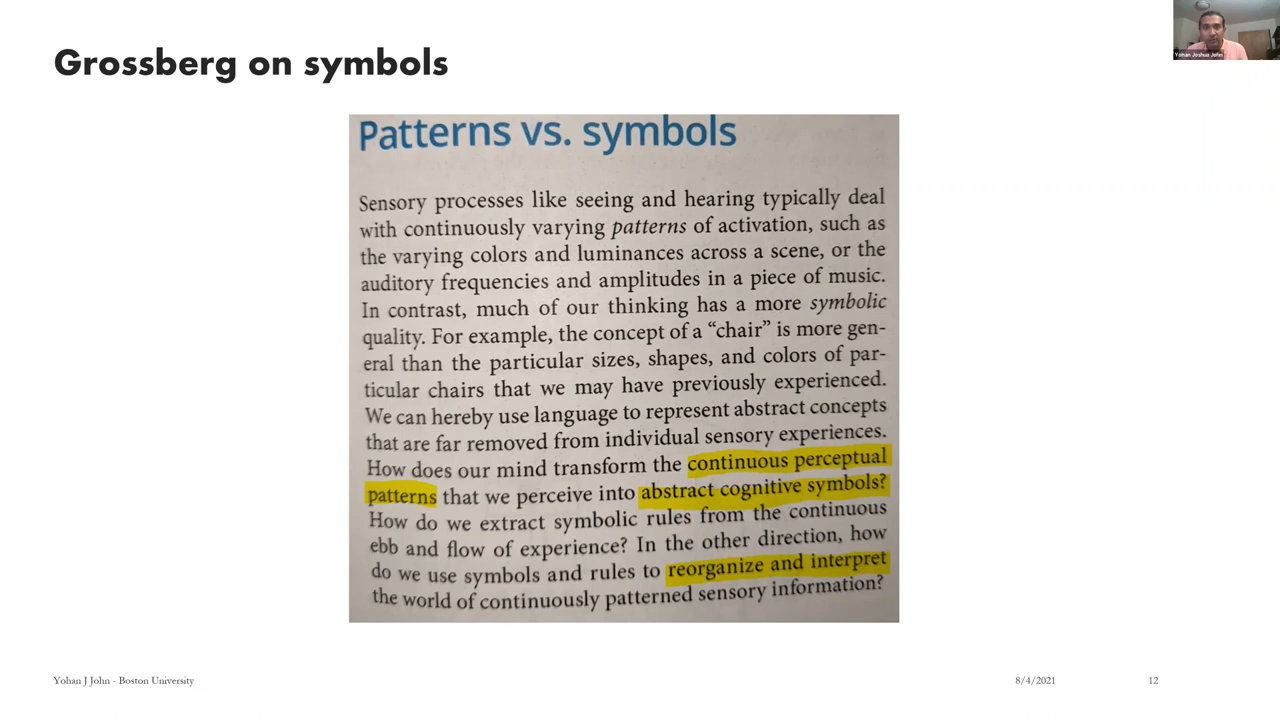 Grossberg on symbols
Yohan Joshua John
Patterns vs. symbols
Sensory processes like seeing and hearing typically deal
with continuously varying patterns of activation, such as
the varying colors and luminances across a scene, or the
auditory frequencies and amplitudes in a piece of music.
In contrast, much of our thinking has a more symbolic
quality. For example, the concept of a “chair” is more gen-
eral than the particular sizes, shapes, and colors of par-
ticular chairs that we may have previously experienced.
We can hereby use language to represent abstract concepts
that are far removed from individual sensory experiences.
How does our mind transform the continuous perceptual
patterns that we perceive into abstract cognitive symbols?
How do we extract symbolic rules from the continuous
ebb and flow of experience? In the other direction, how
do we use symbols and rules to reorganize and interpret
the world of continuously patterned sensory information?
Yohan J John - Boston University
8/4/2021
12